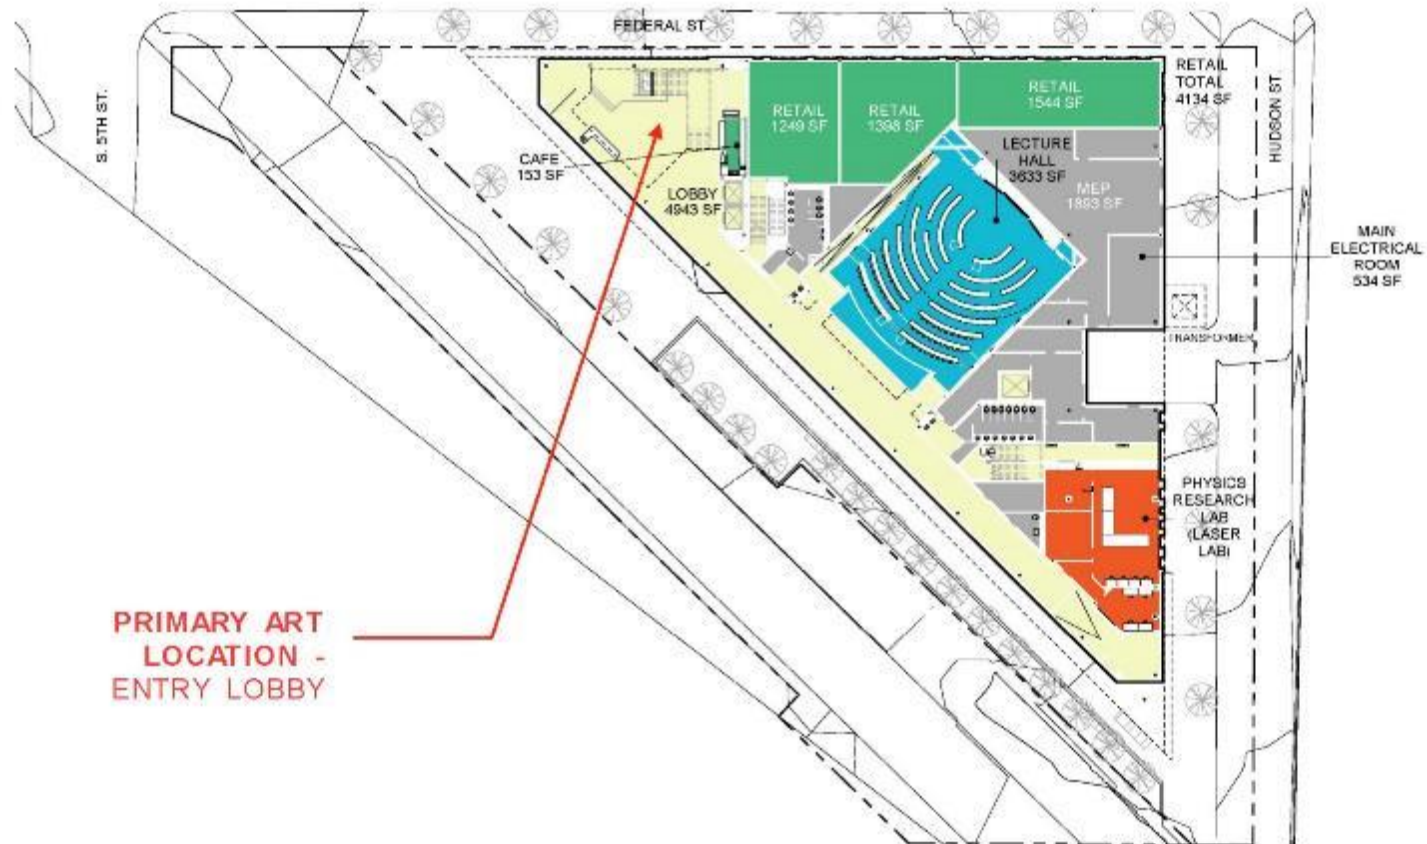 FEDERAL ST.
S. 5TH ST.
HUDSON ST.
RETAIL
TOTAL
4134 SF
RETAIL
1249 SF
RETAIL
1398 SF
RETAIL
1544 SF
CAFE
153 SF
LOBBY
4943 SF
LECTURE
HALL
3633 SF
MEP
1893 SF
MAIN
ELECTRICAL
ROOM
534 SF
TRANSFORMER
UP
PHYSICS
RESEARCH
LAB
(LASER
LAB)
PRIMARY ART
LOCATION -
ENTRY LOBBY